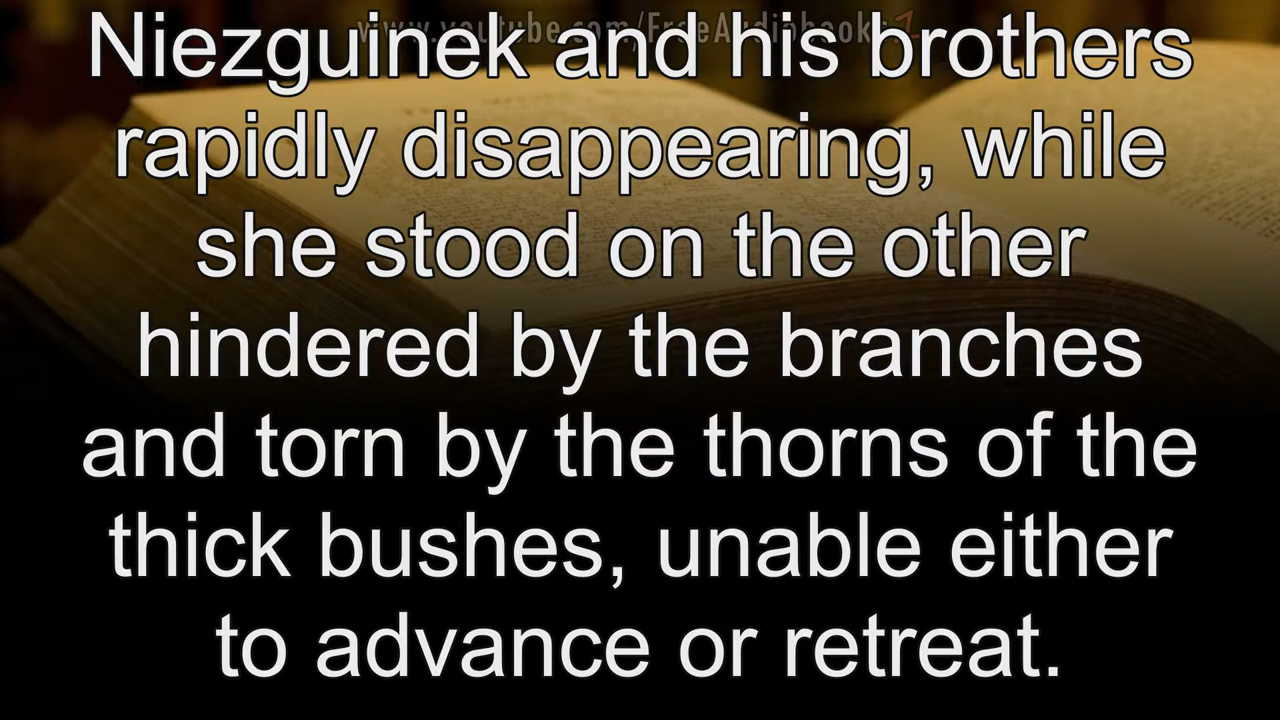 www.youtube.com/FreeAudiobooks1
Niezguinek and his brothers
rapidly disappearing, while
she stood on the other
hindered by the branches
and torn by the thorns of the
thick bushes, unable either
to advance or retreat.